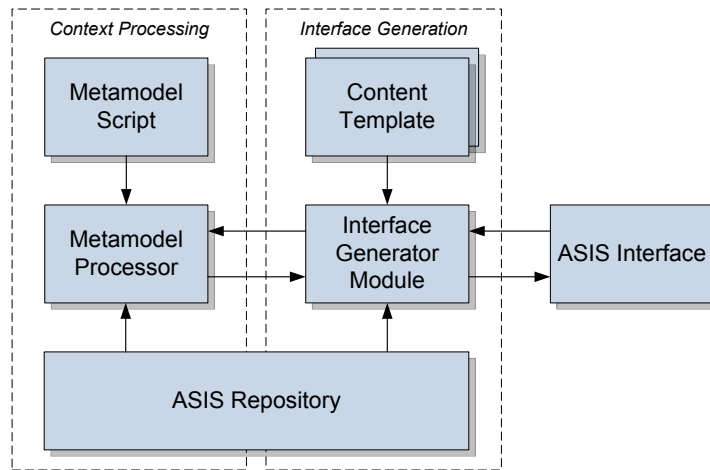 Context Processing
Interface Generation
Metamodel
Script
Content
Template
Metamodel
Processor
Interface
Generator
Module
ASIS Interface
ASIS Repository